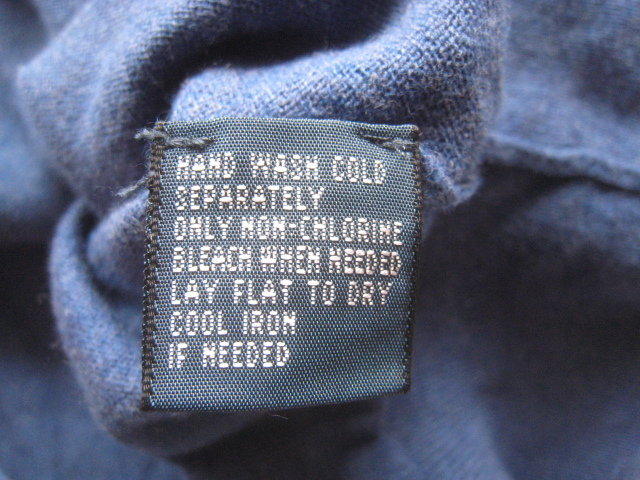 HAND WASH COLD
SEPARATELY
ONLY NON-CHLORINE
BLEACH WHEN NEEDED
LAY FLAT TO DRY
COOL IRON
IF NEEDED